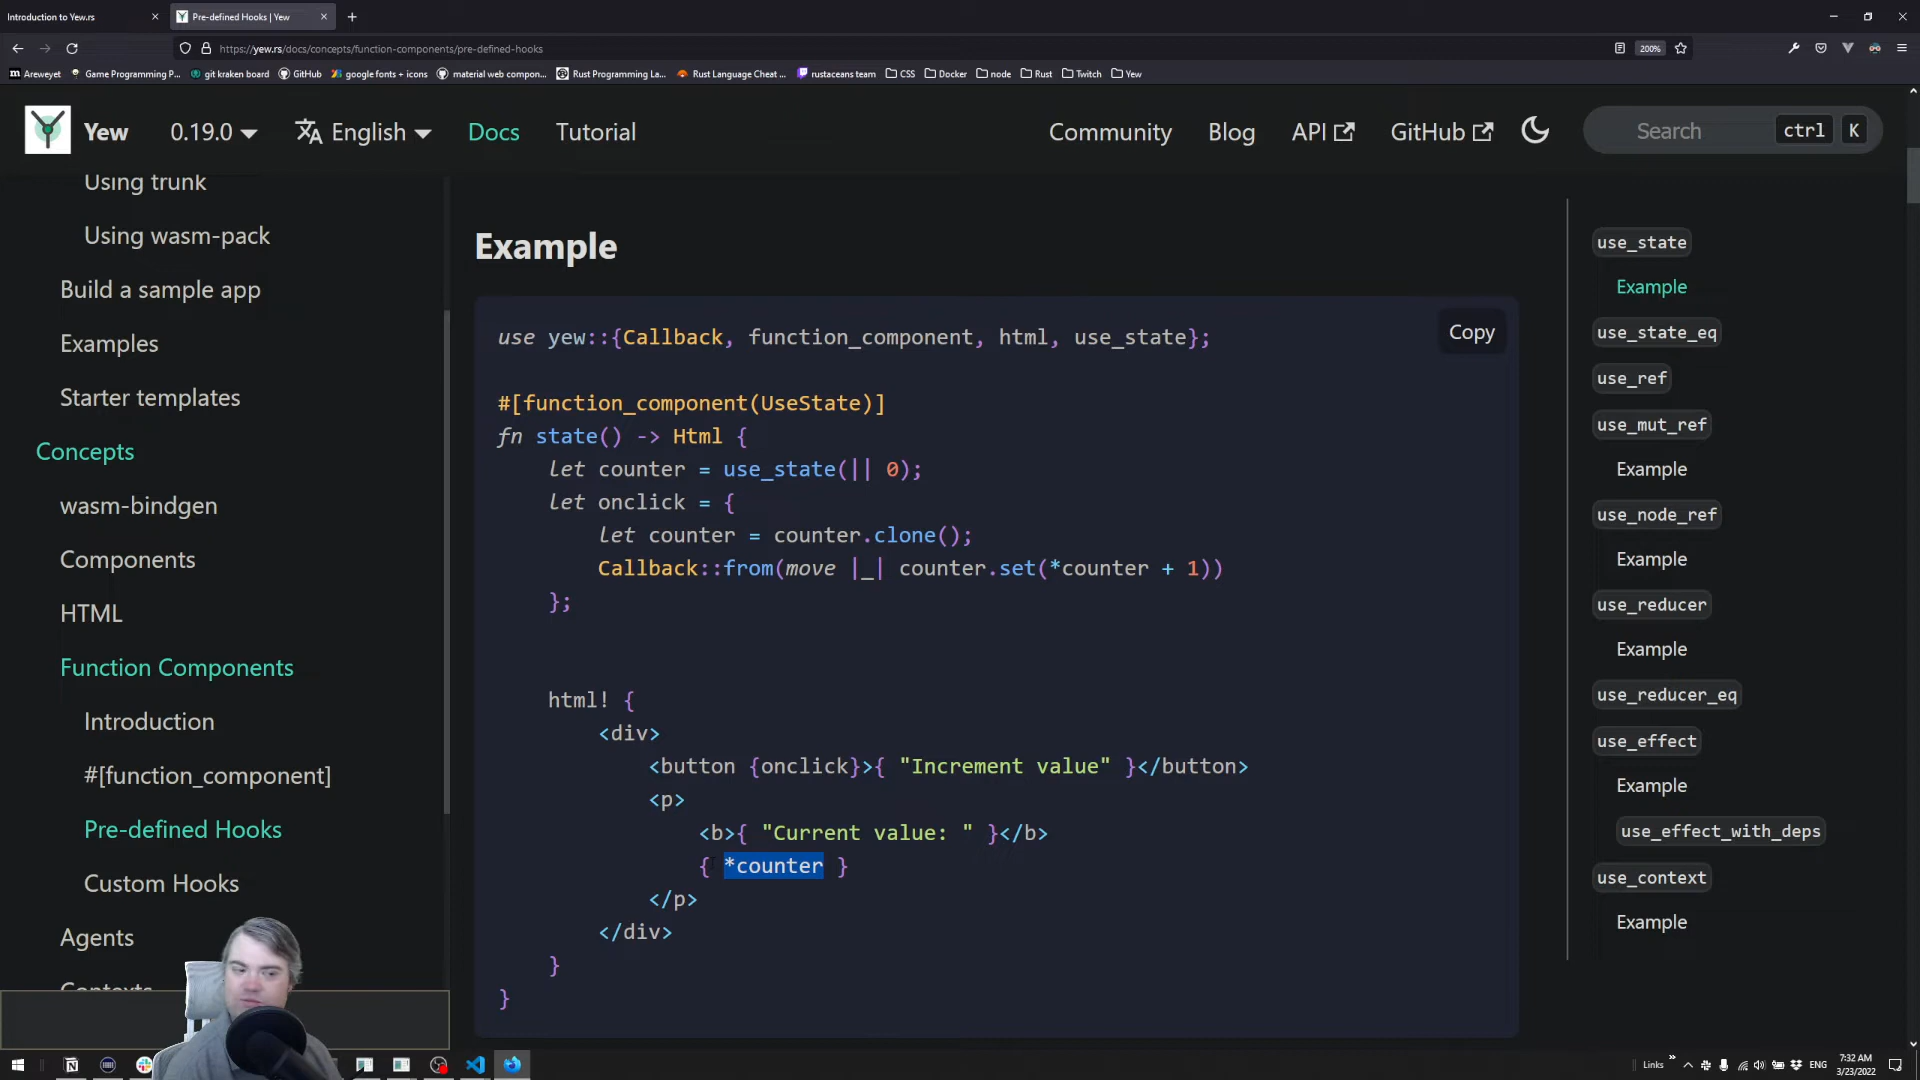 Introduction to Yew.rs
Pre-defined Hooks | Yew
https://yew.rs/docs/concepts/function-components/pre-defined-hooks
200%
Areweyet
Game Programming P...
git kraken board
GitHub
google fonts + icons
material web compon...
Rust Programming La...
Rust Language Cheat ...
rustaceans team
CSS
Docker
node
Rust
Twitch
Yew
Yew
0.19.0
English
Docs
Tutorial
Community
Blog
API
GitHub
Search
ctrl
K
Using trunk
Using wasm-pack
Build a sample app
Examples
Starter templates
Concepts
wasm-bindgen
Components
HTML
Function Components
Introduction
#[function_component]
Pre-defined Hooks
Custom Hooks
Agents
Contexts
Example
Copy
use yew::{Callback, function_component, html, use_state};
#[function_component(UseState)]
fn state() -> Html {
let counter = use_state(|| 0);
let onclick = {
let counter = counter.clone();
Callback::from(move |_| counter.set(*counter + 1))
};
html! {
<div>
<button {onclick}>{ "Increment value" }</button>
<p>
<b>{ "Current value: " }</b>
{ *counter }
</p>
</div>
}
}
use_state
Example
use_state_eq
use_ref
use_mut_ref
Example
use_node_ref
Example
use_reducer
Example
use_reducer_eq
use_effect
Example
use_effect_with_deps
use_context
Example
Links
ENG
7:32 AM
3/23/2022